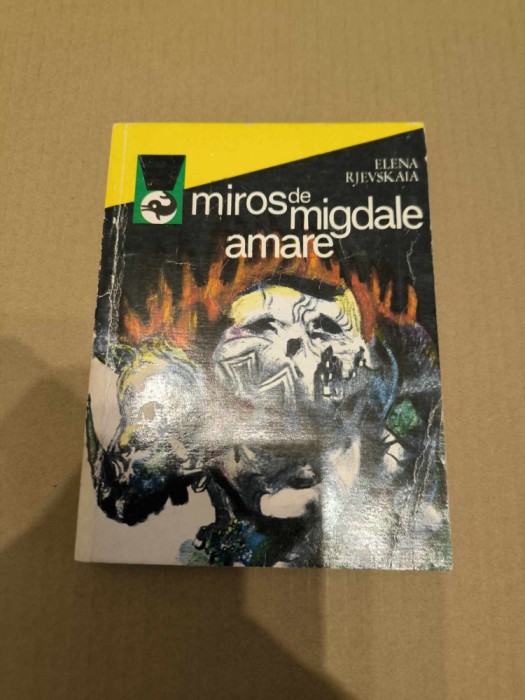 ELENA
RJEVSKAIA
miros de
migdale
amare